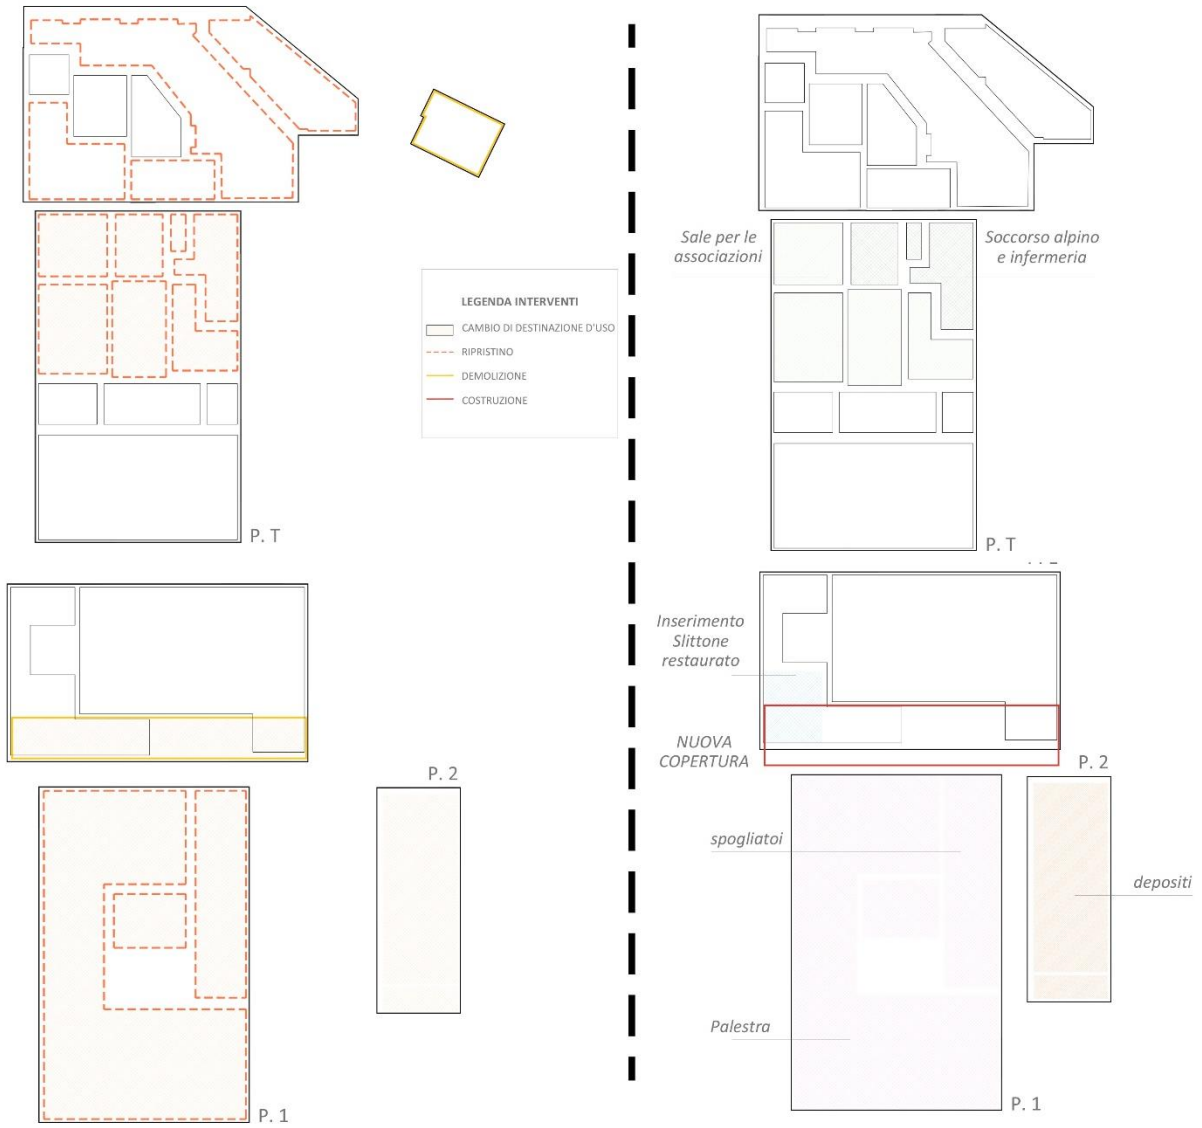 LEGENDA INTERVENTI
CAMBIO DI DESTINAZIONE D'USO
RIPRISTINO
DEMOLIZIONE
COSTRUZIONE
P. T
P. 2
P. 1
Sale per le
associazioni
Soccorso alpino
e infermeria
P. T
Inserimento
Slittone
restaurato
NUOVA
COPERTURA
P. 2
spogliatoi
depositi
Palestra
P. 1